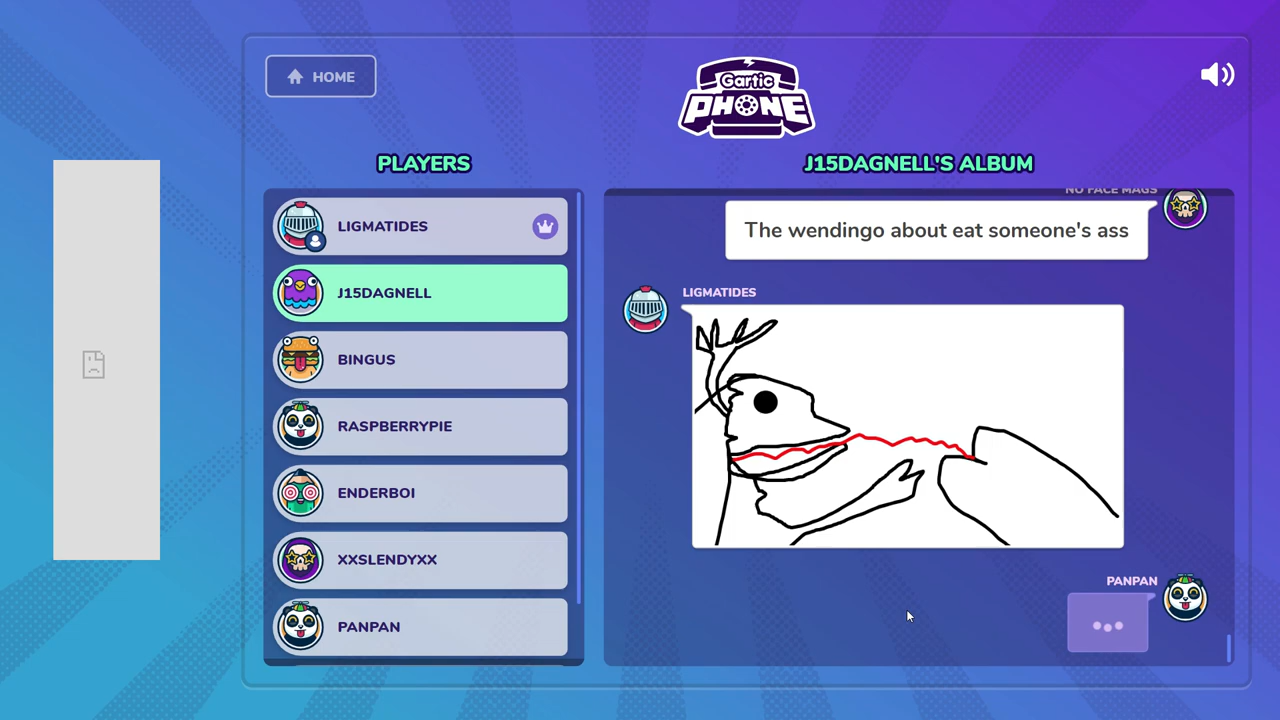 HOME
Gartic
PHONE
PLAYERS
J15DAGNELL'S ALBUM
LIGMATIDES
J15DAGNELL
BINGUS
RASPBERRYPIE
ENDERBOI
XXSLENDYXX
PANPAN
NO FACE MAGS
The wendingo about eat someone's ass
LIGMATIDES
PANPAN
...